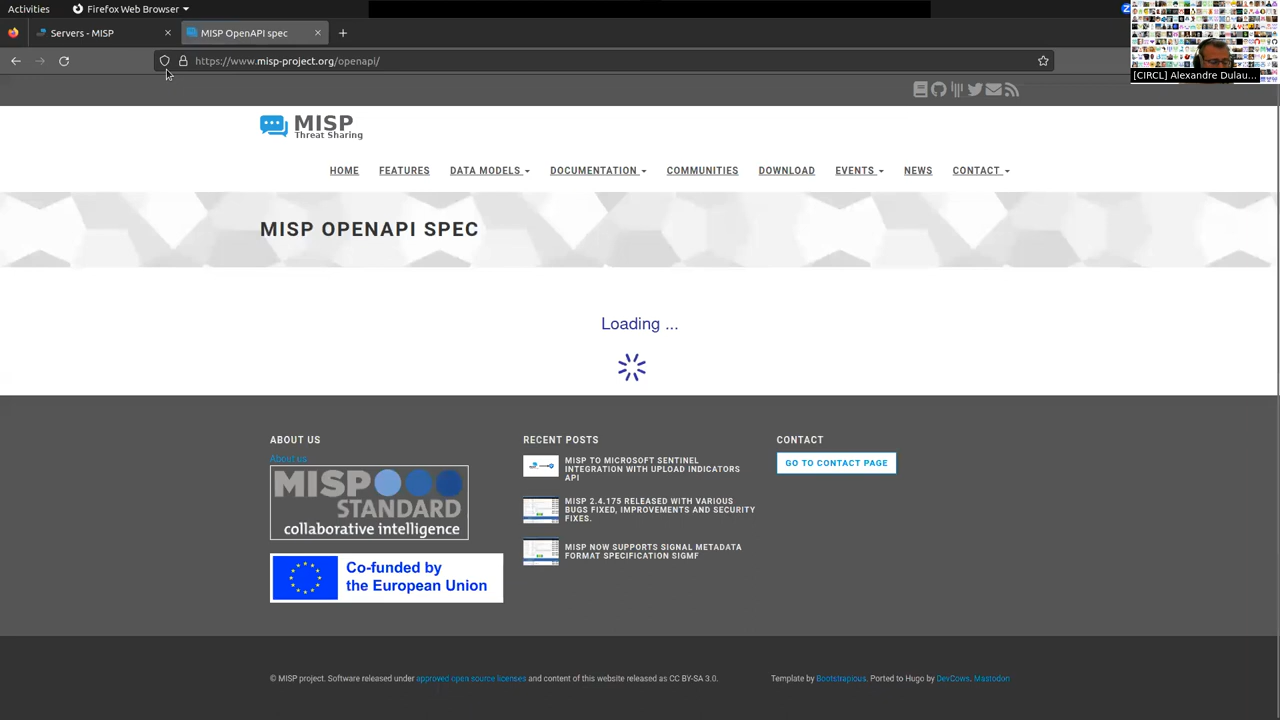 Activities
Firefox Web Browser
Servers - MISP
MISP OpenAPI spec
https://www.misp-project.org/openapi/
[CIRCL] Alexandre Dulau...
MISP
Threat Sharing
HOME
FEATURES
DATA MODELS
DOCUMENTATION
COMMUNITIES
DOWNLOAD
EVENTS
NEWS
CONTACT
MISP OPENAPI SPEC
Loading ...
ABOUT US
About us
MISP
STANDARD
collaborative intelligence
Co-funded by
the European Union
RECENT POSTS
MISP TO MICROSOFT SENTINEL
INTEGRATION WITH UPLOAD INDICATORS
API
MISP 2.4.175 RELEASED WITH VARIOUS
BUGS FIXED, IMPROVEMENTS AND SECURITY
FIXES.
MISP NOW SUPPORTS SIGNAL METADATA
FORMAT SPECIFICATION SIGMF
CONTACT
GO TO CONTACT PAGE
© MISP project. Software released under approved open source licenses and content of this website released as CC BY-SA 3.0.
Template by Bootstrapious. Ported to Hugo by DevCows. Mastodon